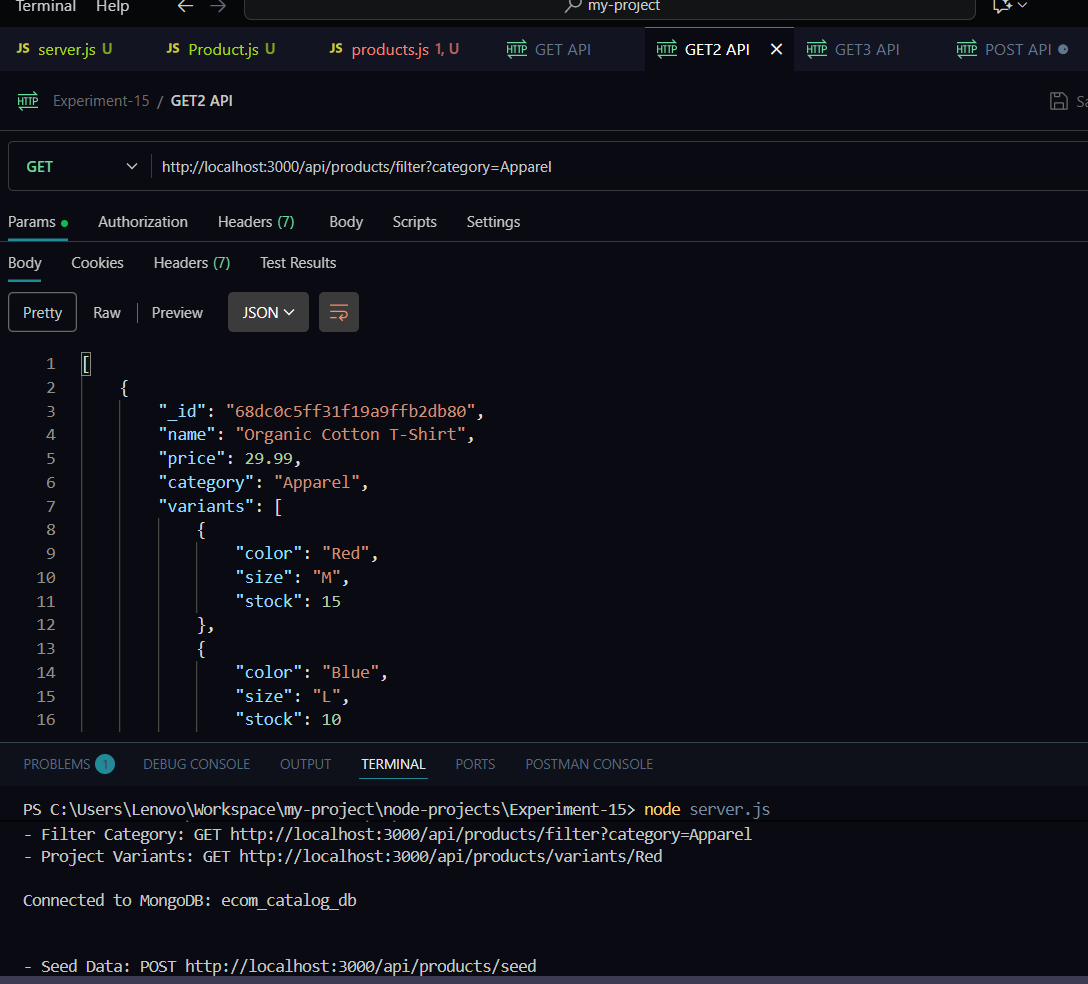 Terminal Help my-project
JS server.js U JS Product.js U JS products.js 1, U HTTP GET API HTTP GET2 API HTTP GET3 API HTTP POST API
HTTP Experiment-15 / GET2 API
GET http://localhost:3000/api/products/filter?category=Apparel
Params Authorization Headers (7) Body Scripts Settings
Body Cookies Headers (7) Test Results
Pretty Raw Preview JSON
1 [
2 {
3 "_id": "68dc0c5ff31f19a9ffb2db80",
4 "name": "Organic Cotton T-Shirt",
5 "price": 29.99,
6 "category": "Apparel",
7 "variants": [
8 {
9 "color": "Red",
10 "size": "M",
11 "stock": 15
12 },
13 {
14 "color": "Blue",
15 "size": "L",
16 "stock": 10
PROBLEMS 1 DEBUG CONSOLE OUTPUT TERMINAL PORTS POSTMAN CONSOLE
PS C:\Users\Lenovo\Workspace\my-project\node-projects\Experiment-15> node server.js
- Filter Category: GET http://localhost:3000/api/products/filter?category=Apparel
- Project Variants: GET http://localhost:3000/api/products/variants/Red
Connected to MongoDB: ecom_catalog_db
- Seed Data: POST http://localhost:3000/api/products/seed